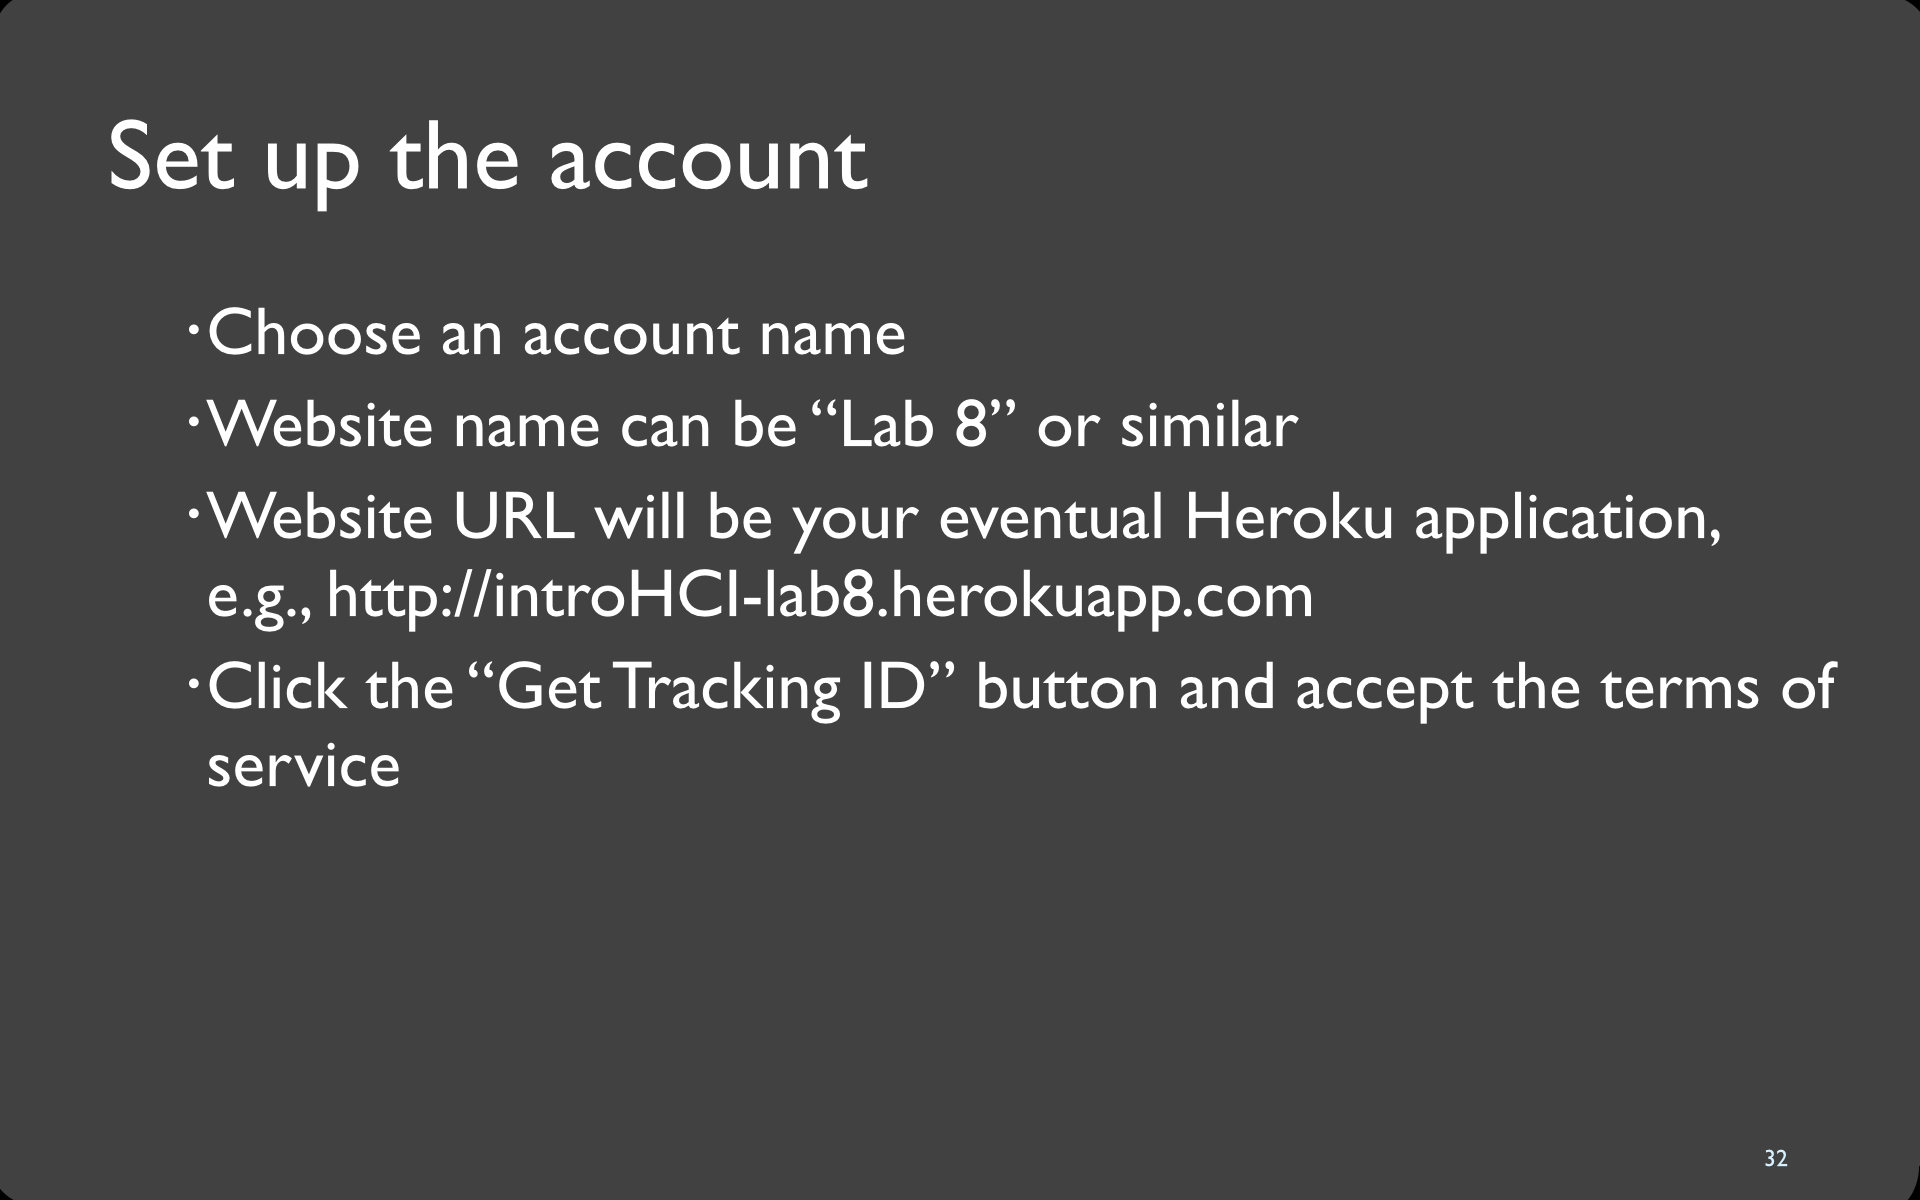 Set up the account
·Choose an account name
·Website name can be “Lab 8” or similar
·Website URL will be your eventual Heroku application,
e.g., http://introHCI-lab8.herokuapp.com
·Click the “Get Tracking ID” button and accept the terms of
service
32